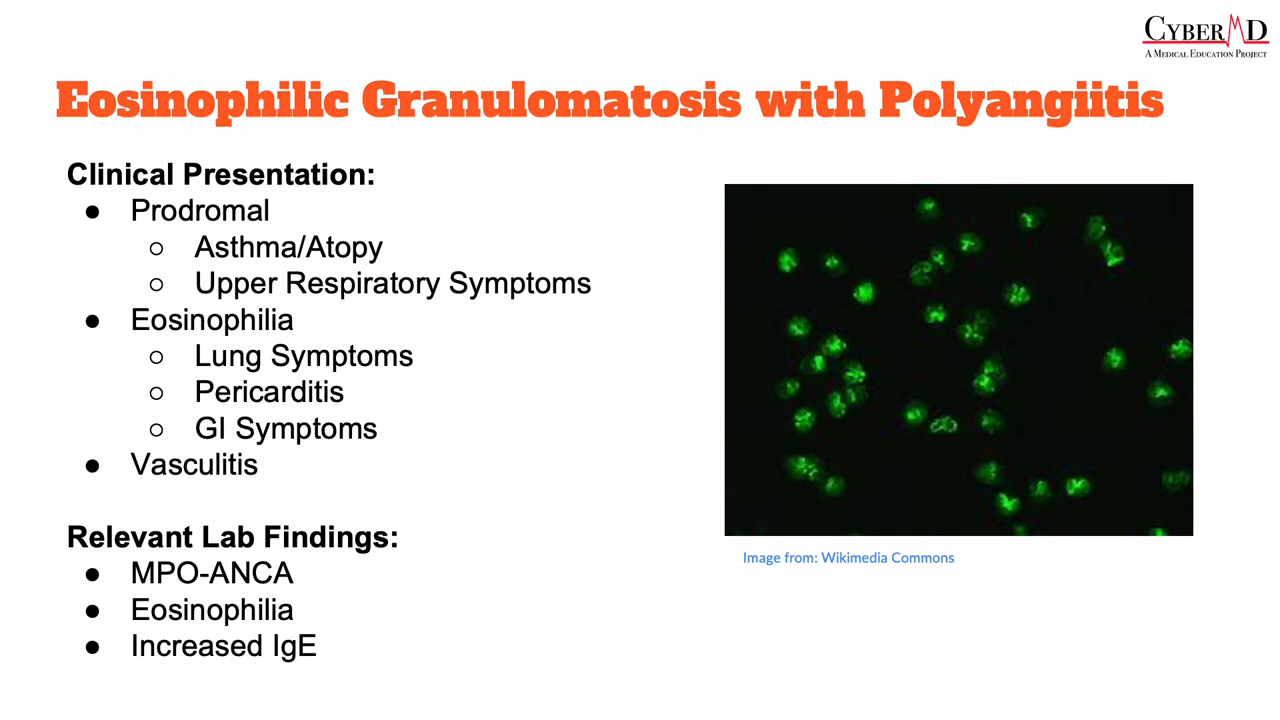 CYBERMD
A MEDICAL EDUCATION PROJECT
Eosinophilic Granulomatosis with Polyangiitis
Clinical Presentation:
● Prodromal
○ Asthma/Atopy
○ Upper Respiratory Symptoms
● Eosinophilia
○ Lung Symptoms
○ Pericarditis
○ GI Symptoms
● Vasculitis
Relevant Lab Findings:
● MPO-ANCA
● Eosinophilia
● Increased IgE
Image from: Wikimedia Commons